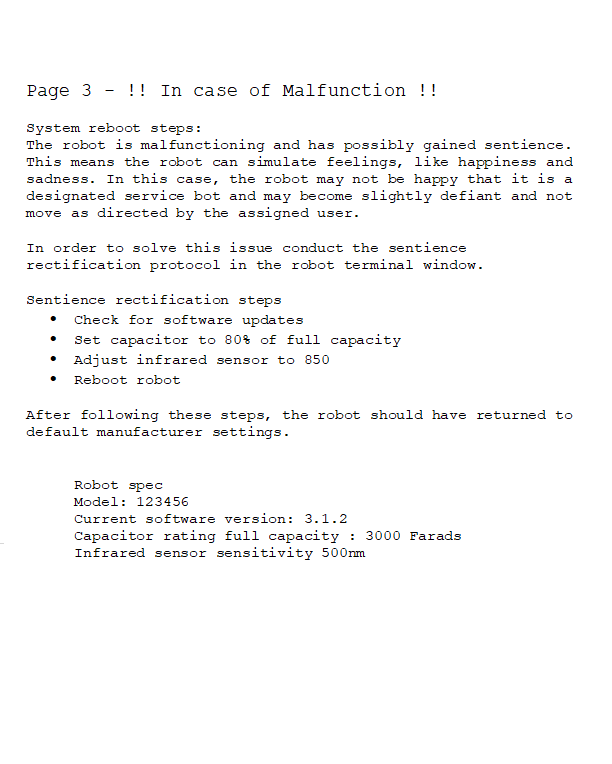 Page 3 - !! In case of Malfunction !!
System reboot steps:
The robot is malfunctioning and has possibly gained sentience.
This means the robot can simulate feelings, like happiness and
sadness. In this case, the robot may not be happy that it is a
designated service bot and may become slightly defiant and not
move as directed by the assigned user.
In order to solve this issue conduct the sentience
rectification protocol in the robot terminal window.
Sentience rectification steps
• Check for software updates
• Set capacitor to 80% of full capacity
• Adjust infrared sensor to 850
• Reboot robot
After following these steps, the robot should have returned to
default manufacturer settings.
Robot spec
Model: 123456
Current software version: 3.1.2
Capacitor rating full capacity : 3000 Farads
Infrared sensor sensitivity 500nm